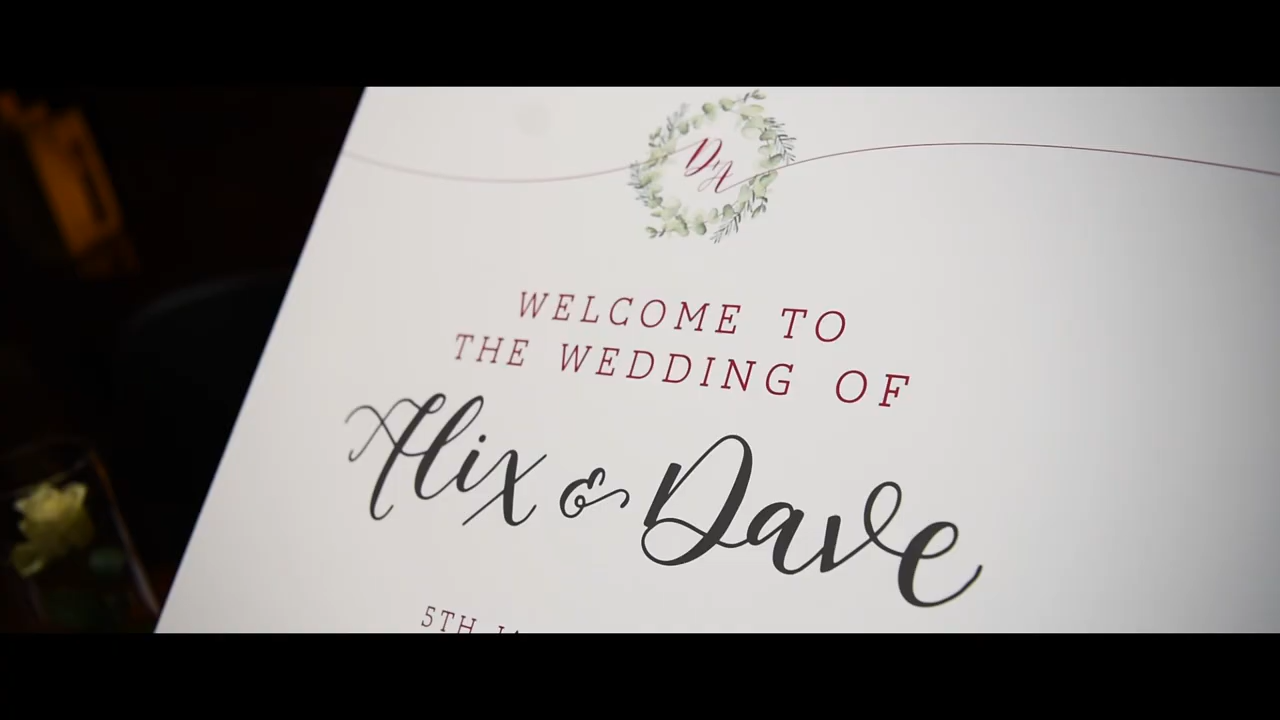 D&A
WELCOME TO
THE WEDDING OF
Alix & Dave
5TH